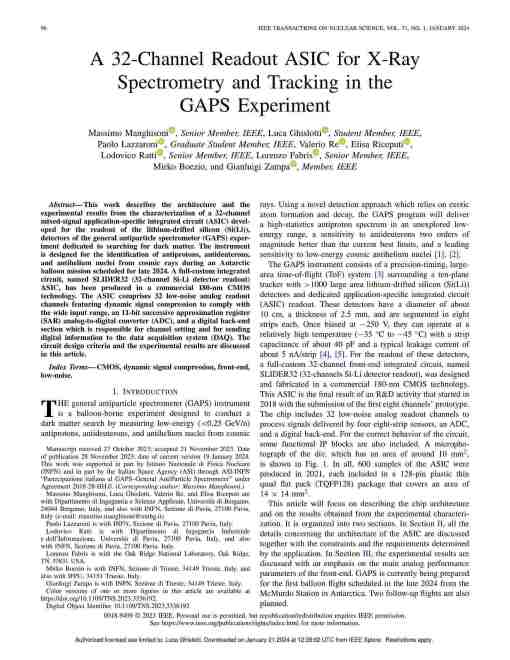 96
IEEE TRANSACTIONS ON NUCLEAR SCIENCE, VOL. 71, NO. 1, JANUARY 2024
A 32-Channel Readout ASIC for X-Ray
Spectrometry and Tracking in the
GAPS Experiment
Massimo Manghisoni, Senior Member, IEEE, Luca Ghislotti, Student Member, IEEE,
Paolo Lazzaroni, Graduate Student Member, IEEE, Valerio Re, Elisa Riceputi,
Lodovico Ratti, Senior Member, IEEE, Lorenzo Fabris, Senior Member, IEEE,
Mirko Boezio, and Gianluigi Zampa, Member, IEEE
Abstract—This work describes the architecture and the
experimental results from the characterization of a 32-channel
mixed-signal application-specific integrated circuit (ASIC) devel-
oped for the readout of the lithium-drifted silicon (Si(Li)),
detectors of the general antiparticle spectrometer (GAPS) exper-
iment dedicated to searching for dark matter. The instrument
is designed for the identification of antiprotons, antideuterons,
and antihelium nuclei from cosmic rays during an Antarctic
balloon mission scheduled for late 2024. A full-custom integrated
circuit, named SLIDER32 (32-channel Si-Li detector readout)
ASIC, has been produced in a commercial 180-nm CMOS
technology. The ASIC comprises 32 low-noise analog readout
channels featuring dynamic signal compression to comply with
the wide input range, an 11-bit successive approximation register
(SAR) analog-to-digital converter (ADC), and a digital back-end
section which is responsible for channel setting and for sending
digital information to the data acquisition system (DAQ). The
circuit design criteria and the experimental results are discussed
in this article.
Index Terms—CMOS, dynamic signal compression, front-end,
low-noise.
I. INTRODUCTION
THE general antiparticle spectrometer (GAPS) instrument
is a balloon-borne experiment designed to conduct a
dark matter search by measuring low-energy (<0.25 GeV/n)
antiprotons, antideuterons, and antihelium nuclei from cosmic
Manuscript received 27 October 2023; accepted 21 November 2023. Date
of publication 28 November 2023; date of current version 19 January 2024.
This work was supported in part by Istituto Nazionale di Fisica Nucleare
(INFN) and in part by the Italian Space Agency (ASI) through ASI-INFN
"Partecipazione italiana al GAPS-General AntiParticle Spectrometer" under
Agreement 2018-28-HH.0. (Corresponding author: Massimo Manghisoni.)
Massimo Manghisoni, Luca Ghislotti, Valerio Re, and Elisa Riceputi are
with Dipartimento di Ingegneria e Scienze Applicate, Università di Bergamo,
24044 Bergamo, Italy, and also with INFN, Sezione di Pavia, 27100 Pavia,
Italy (e-mail: massimo.manghisoni@unibg.it)
Paolo Lazzaroni is with INFN, Sezione di Pavia, 27100 Pavia, Italy.
Lodovico Ratti is with Dipartimento di Ingegneria Industriale
e dell'Informazione, Università di Pavia, 27100 Pavia, Italy, and also
with INFN, Sezione di Pavia, 27100 Pavia, Italy.
Lorenzo Fabris is with the Oak Ridge National Laboratory, Oak Ridge,
TN, 37831, USA.
Mirko Boezio is with INFN, Sezione di Trieste, 34149 Trieste, Italy, and
also with IFPU, 34151 Trieste, Italy.
Gianluigi Zampa is with INFN, Sezione di Trieste, 34149 Trieste, Italy.
Color versions of one or more figures in this article are available at
https://doi.org/10.1109/TNS.2023.3336192.
Digital Object Identifier 10.1109/TNS.2023.3336192
rays. Using a novel detection approach which relies on exotic
atom formation and decay, the GAPS program will deliver
a high-statistics antiproton spectrum in an unexplored low-
energy range, a sensitivity to antideuterons two orders of
magnitude better than the current best limits, and a leading
sensitivity to low-energy cosmic antihelium nuclei [1], [2].
The GAPS instrument consists of a precision-timing, large-
area time-of-flight (ToF) system [3] surrounding a ten-plane
tracker with >1000 large area lithium-drifted silicon (Si(Li))
detectors and dedicated application-specific integrated circuit
(ASIC) readout. These detectors have a diameter of about
10 cm, a thickness of 2.5 mm, and are segmented in eight
strips each. Once biased at −250 V, they can operate at a
relatively high temperature (−35 °C to −45 °C) with a strip
capacitance of about 40 pF and a typical leakage current of
about 5 nA/strip [4], [5]. For the readout of these detectors,
a full-custom 32-channel front-end integrated circuit, named
SLIDER32 (32-channels Si-Li detector readout), was designed
and fabricated in a commercial 180-nm CMOS technology.
This ASIC is the final result of an R&D activity that started in
2018 with the submission of the first eight channels' prototype.
The chip includes 32 low-noise analog readout channels to
process signals delivered by four eight-strip sensors, an ADC,
and a digital back-end. For the correct behavior of the circuit,
some functional IP blocks are also included. A micropho-
tograph of the die, which has an area of around 10 mm²,
is shown in Fig. 1. In all, 600 samples of the ASIC were
produced in 2021, each included in a 128-pin plastic thin
quad flat pack (TQFP128) package that covers an area of
14 × 14 mm².
This article will focus on describing the chip architecture
and on the results obtained from the experimental characteri-
zation. It is organized into two sections. In Section II, all the
details concerning the architecture of the ASIC are discussed
together with the constraints and the requirements determined
by the application. In Section III, the experimental results are
discussed with an emphasis on the main analog performance
parameters of the front-end. GAPS is currently being prepared
for the first balloon flight scheduled in the late 2024 from the
McMurdo Station in Antarctica. Two follow-up flights are also
planned.
0018-9499 © 2023 IEEE. Personal use is permitted, but republication/redistribution requires IEEE permission.
See https://www.ieee.org/publications/rights/index.html for more information.
Authorized licensed use limited to: Luca Ghislotti. Downloaded on January 21,2024 at 12:28:02 UTC from IEEE Xplore. Restrictions apply.